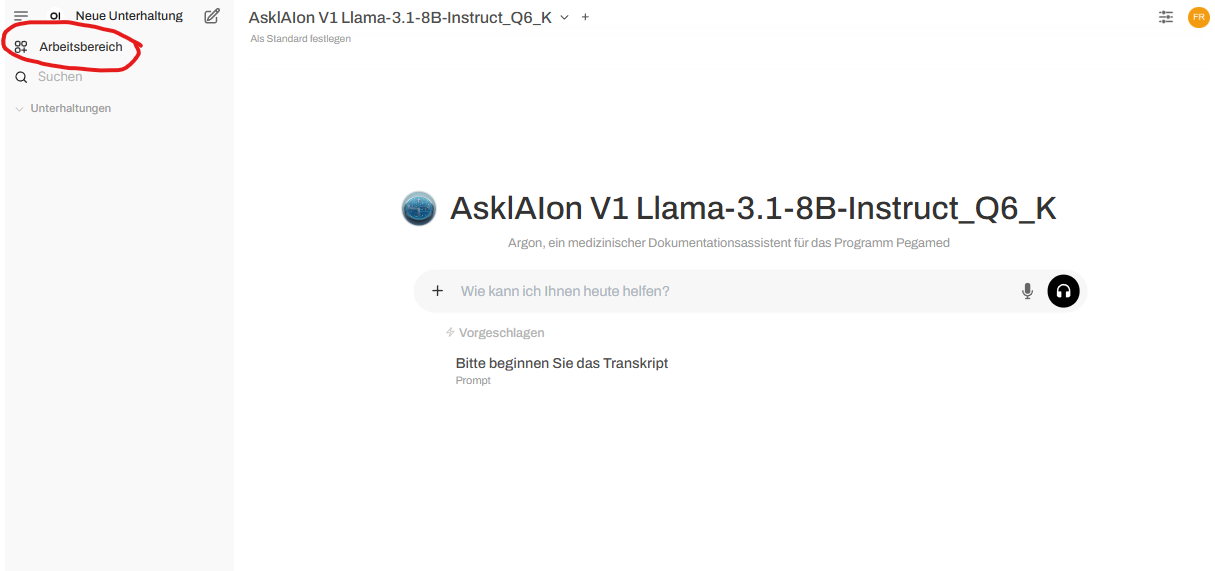 OI Neue Unterhaltung
Arbeitsbereich
Suchen
Unterhaltungen
AsklAIon V1 Llama-3.1-8B-Instruct_Q6_K
Als Standard festlegen
FR
AsklAIon V1 Llama-3.1-8B-Instruct_Q6_K
Argon, ein medizinischer Dokumentationsassistent für das Programm Pegamed
Wie kann ich Ihnen heute helfen?
Vorgeschlagen
Bitte beginnen Sie das Transkript
Prompt